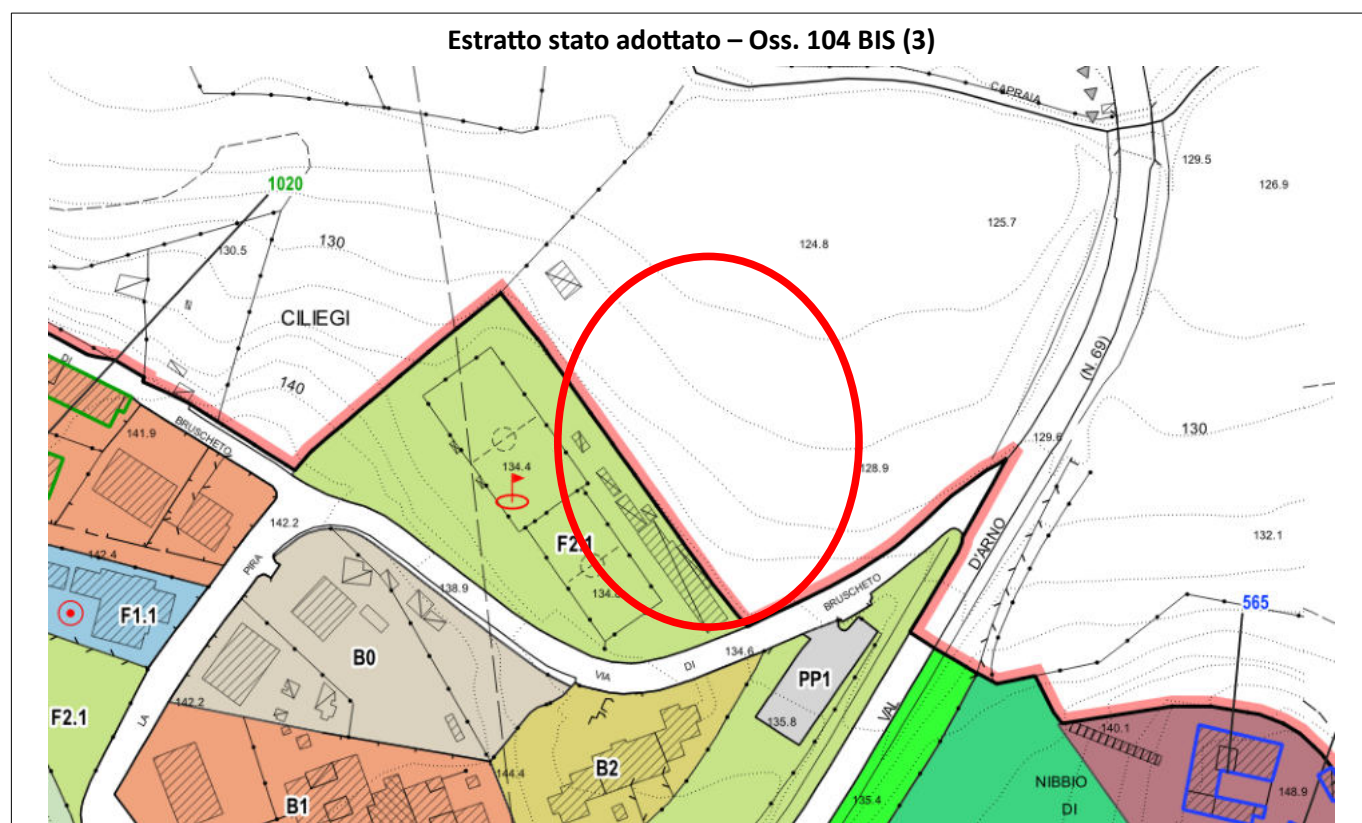 Estratto stato adottato – Oss. 104 BIS (3)
CAPRAIA
129.5
126.9
1020
125.7
130
124.8
130.5
CILIEGI
(N. 69)
140
DI
130
129.6
141.9
BRUSCHETO
134.4
128.9
142.2
132.1
D'ARNO
142.4
F2.1
PIRA
138.9
BRUSCHETO
565
F1.1
B0
134.6
DI
VIA
PP1
142.2
F2.1
VAL
135.8
LA
140.1
B2
144.4
NIBBIO
148.9
B1
135.4
DI